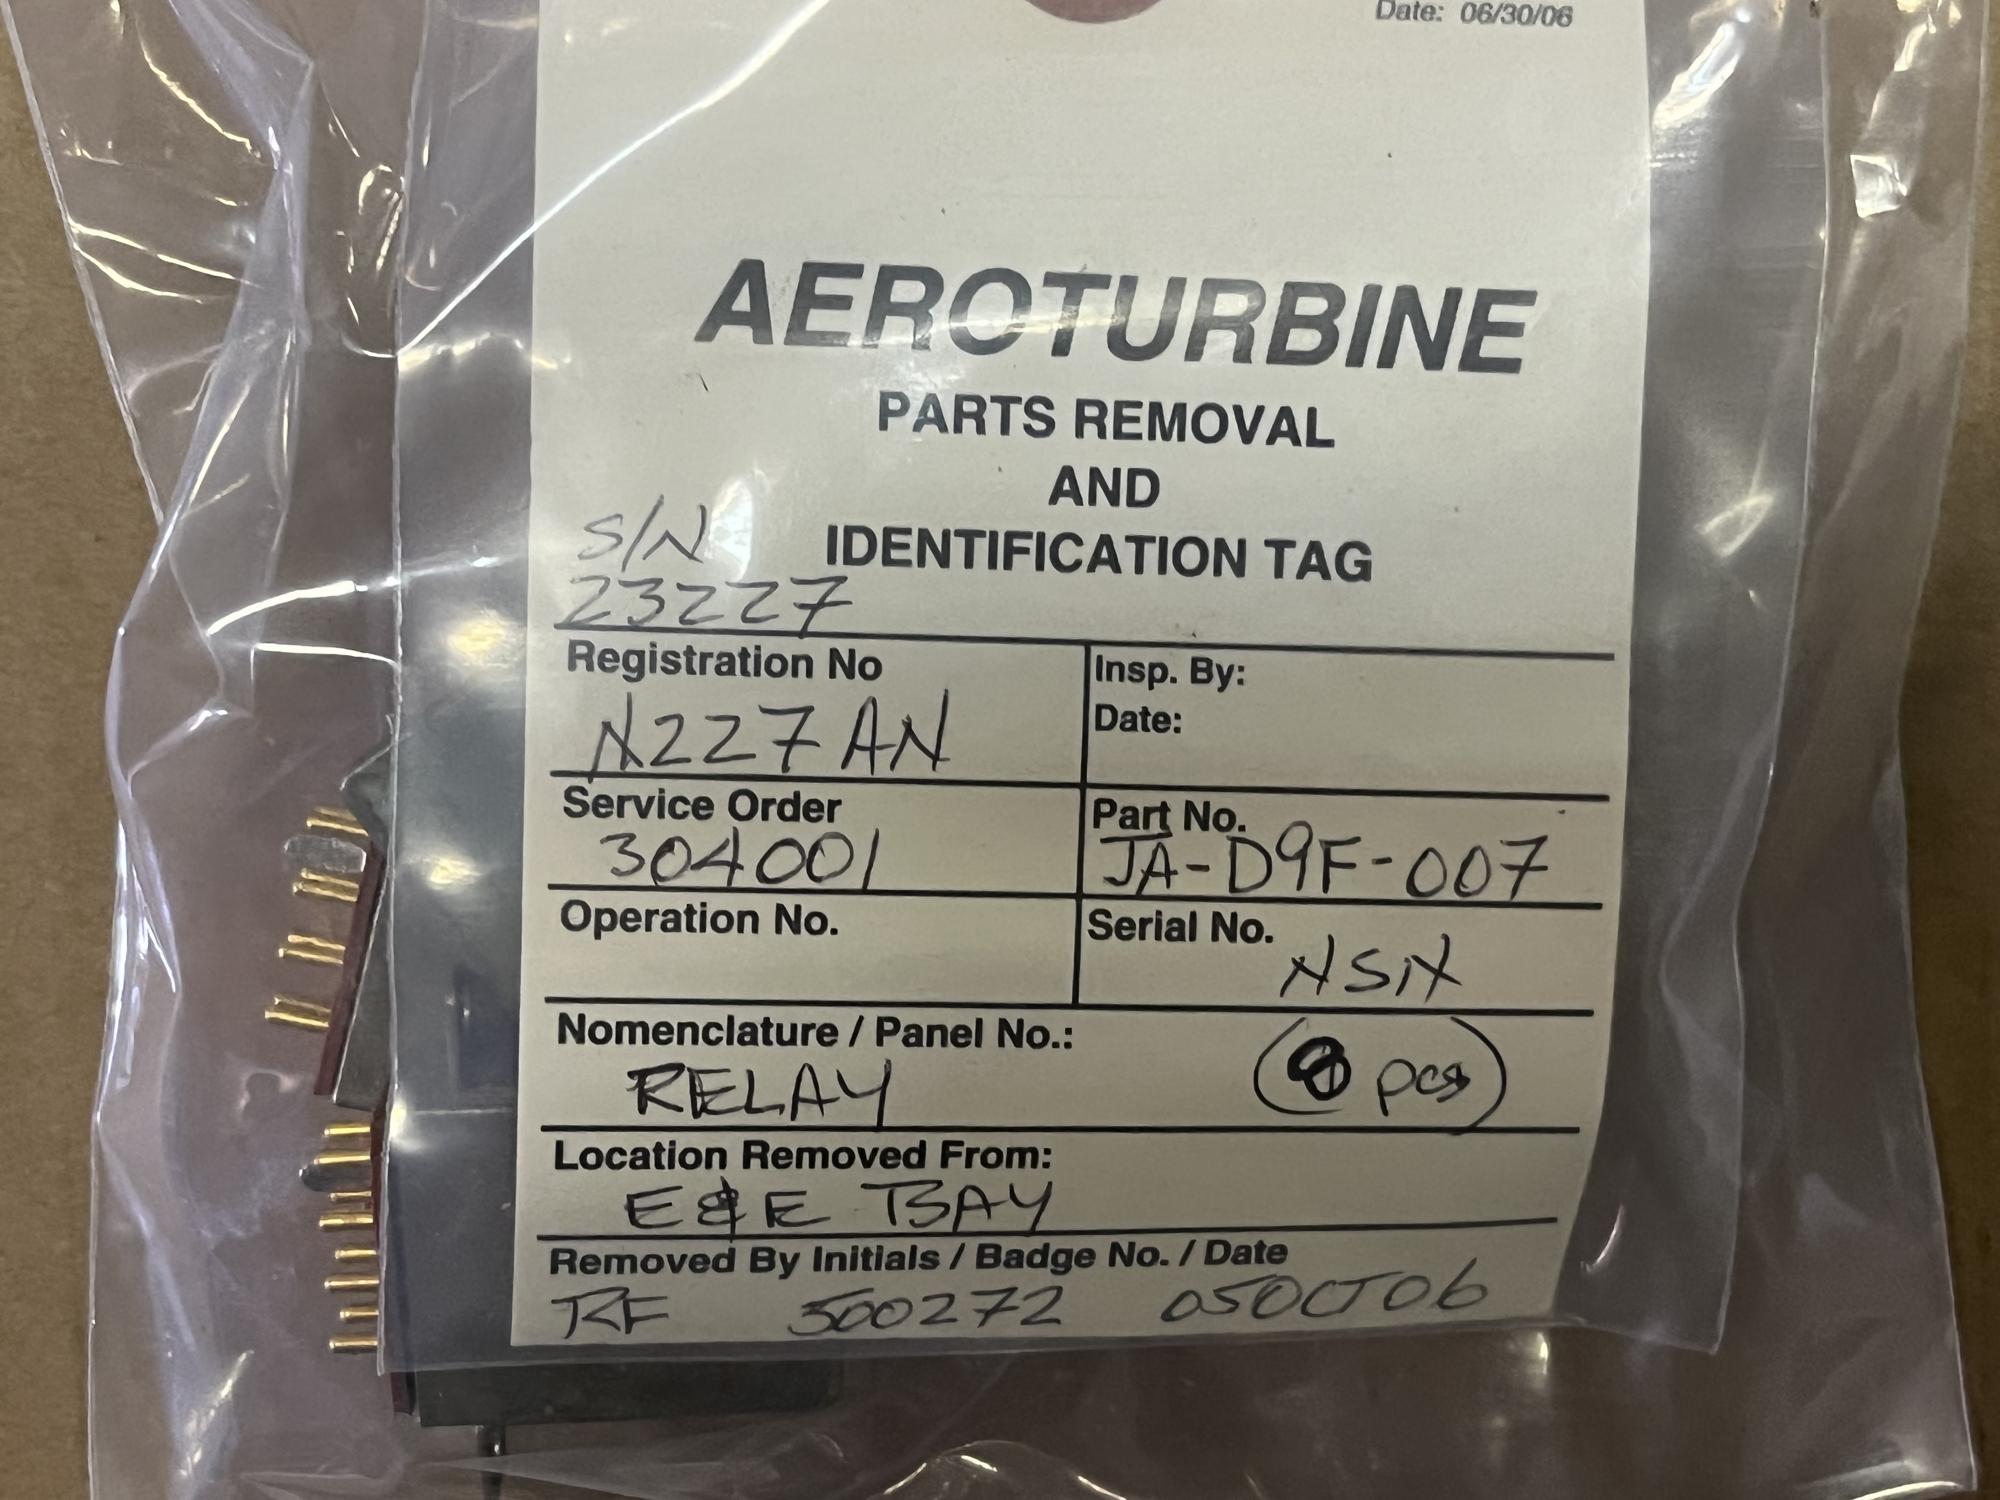 Date: 06/30/06
AEROTURBINE
PARTS REMOVAL
AND
IDENTIFICATION TAG
S/N
23227
Registration No
N227AN
Insp. By:
Date:
Service Order
304001
Part No.
JA-D9F-007
Operation No.
Serial No.
NSN
Nomenclature / Panel No.:
RELAY
(8 pcs)
Location Removed From:
E&E BAY
Removed By Initials / Badge No. / Date
RF 500272 05OCT06